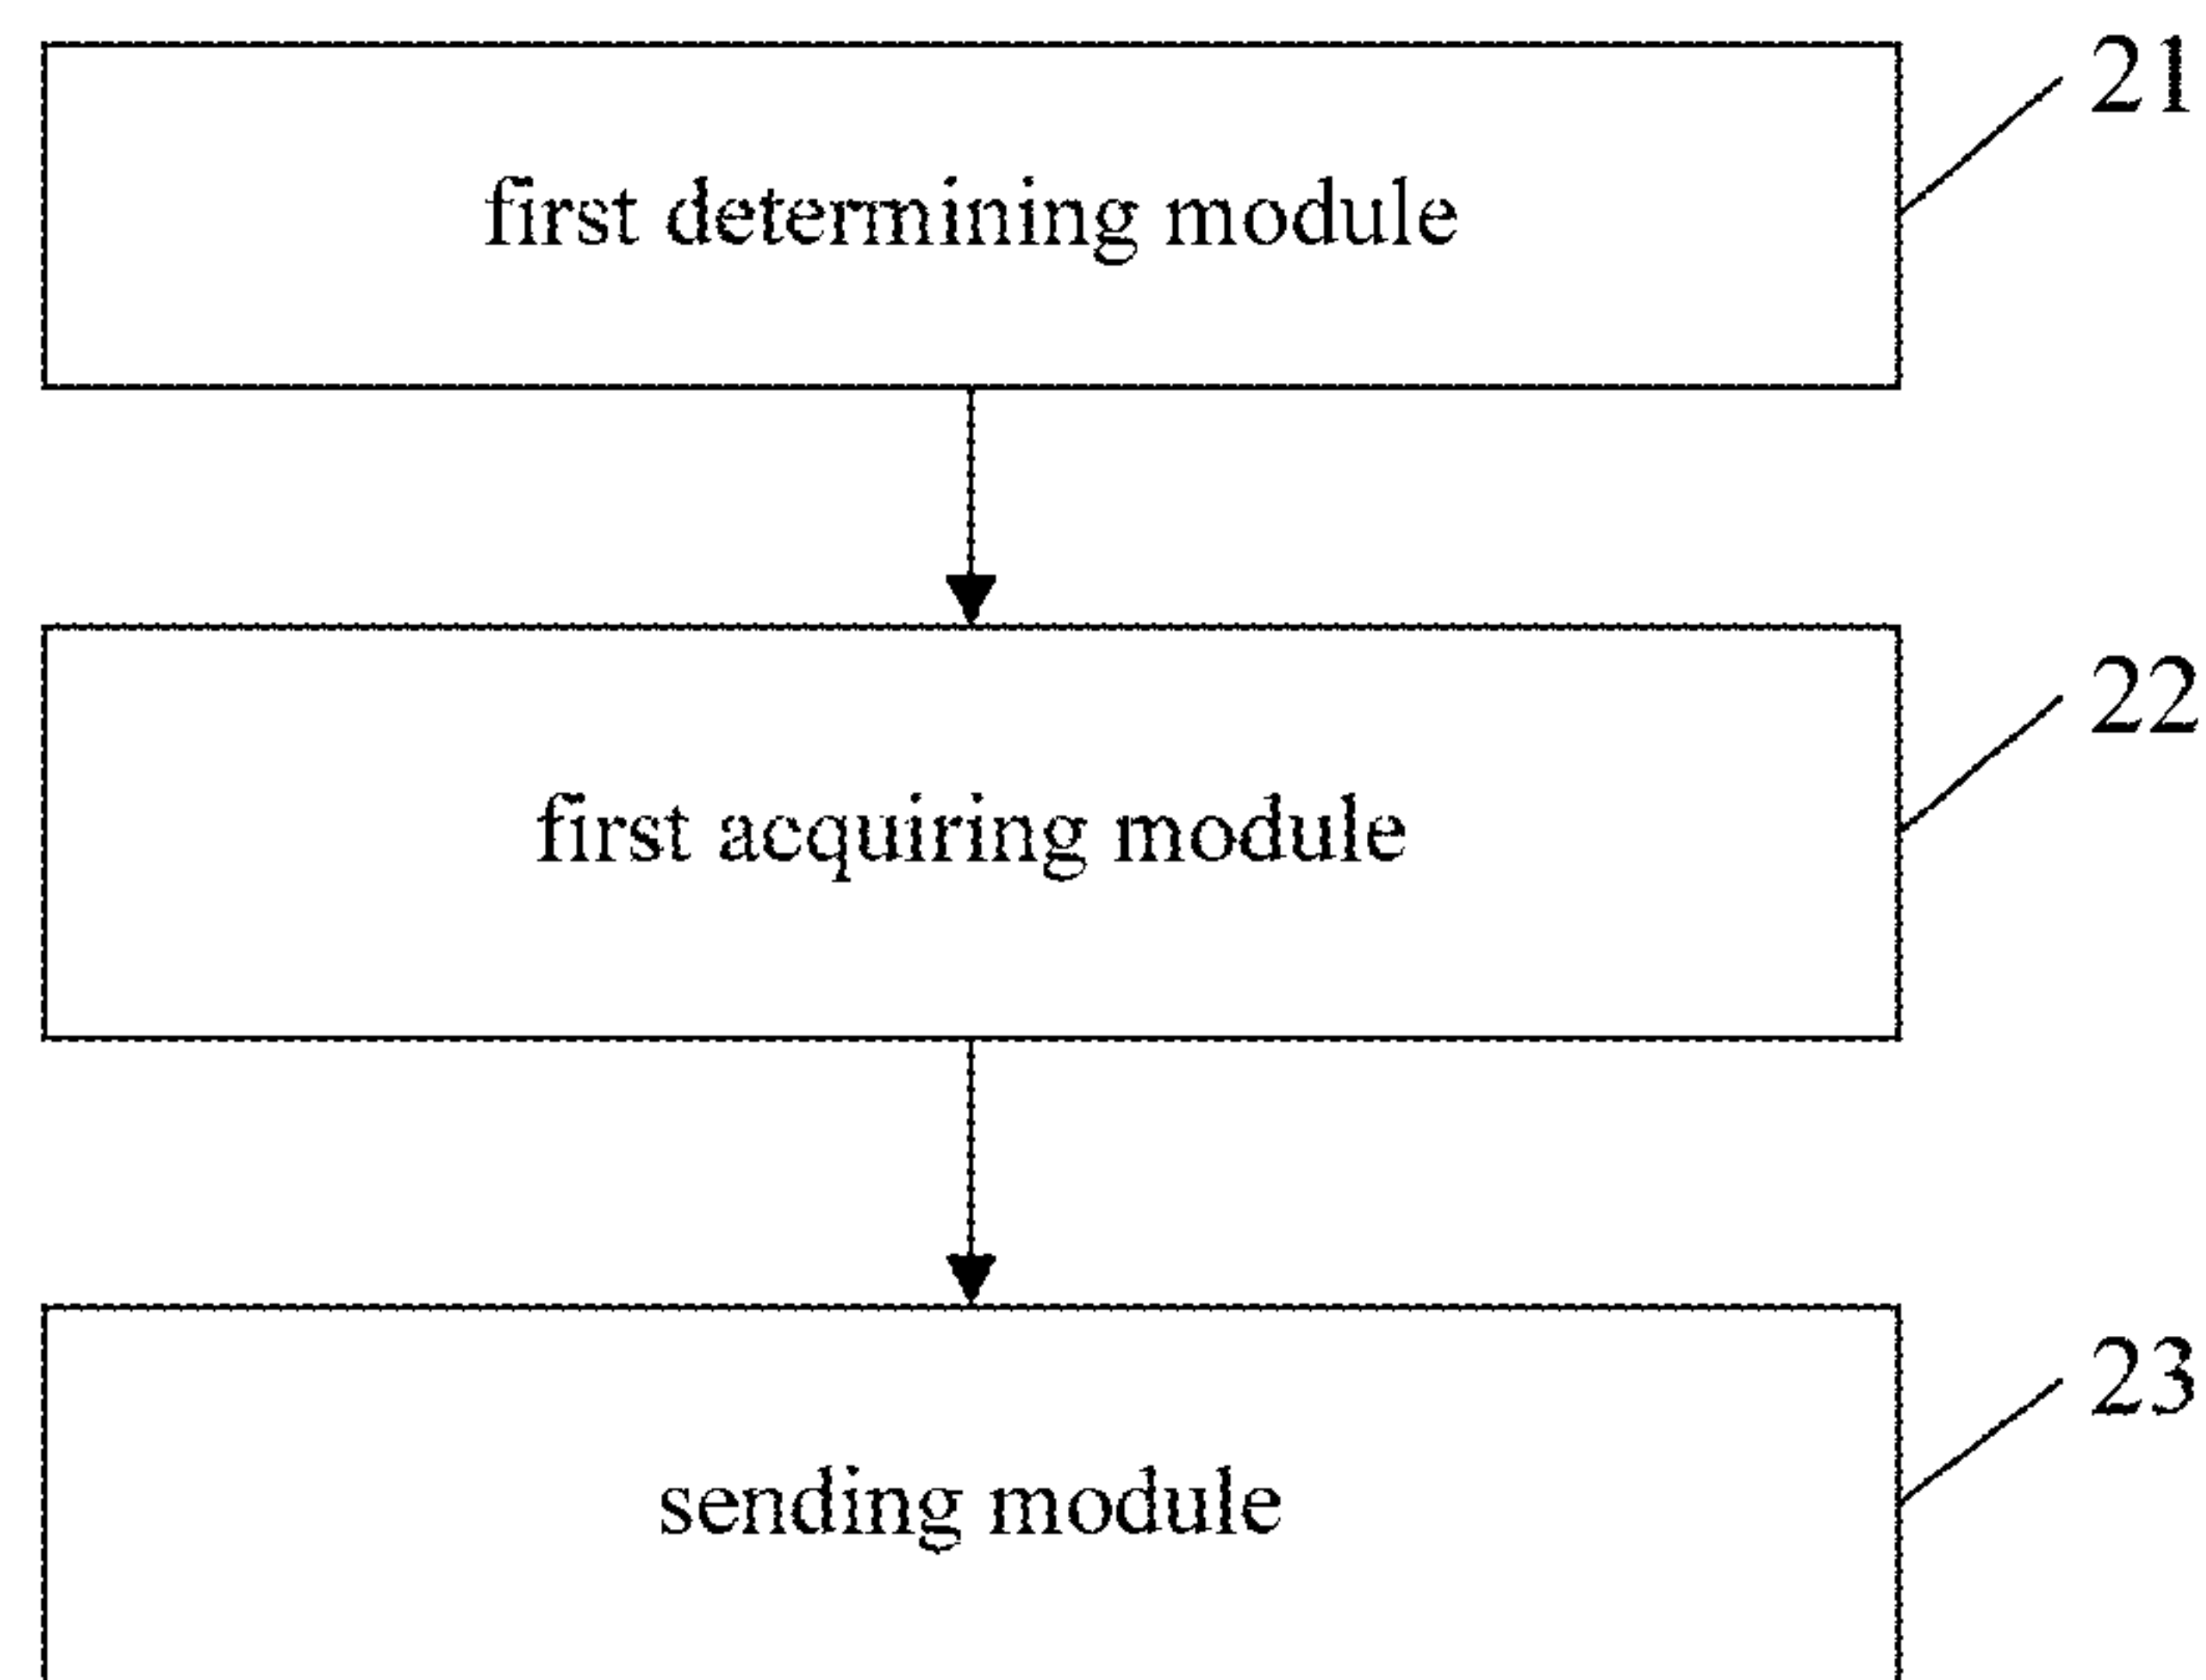 21
first determining module
22
first acquiring module
23
sending module